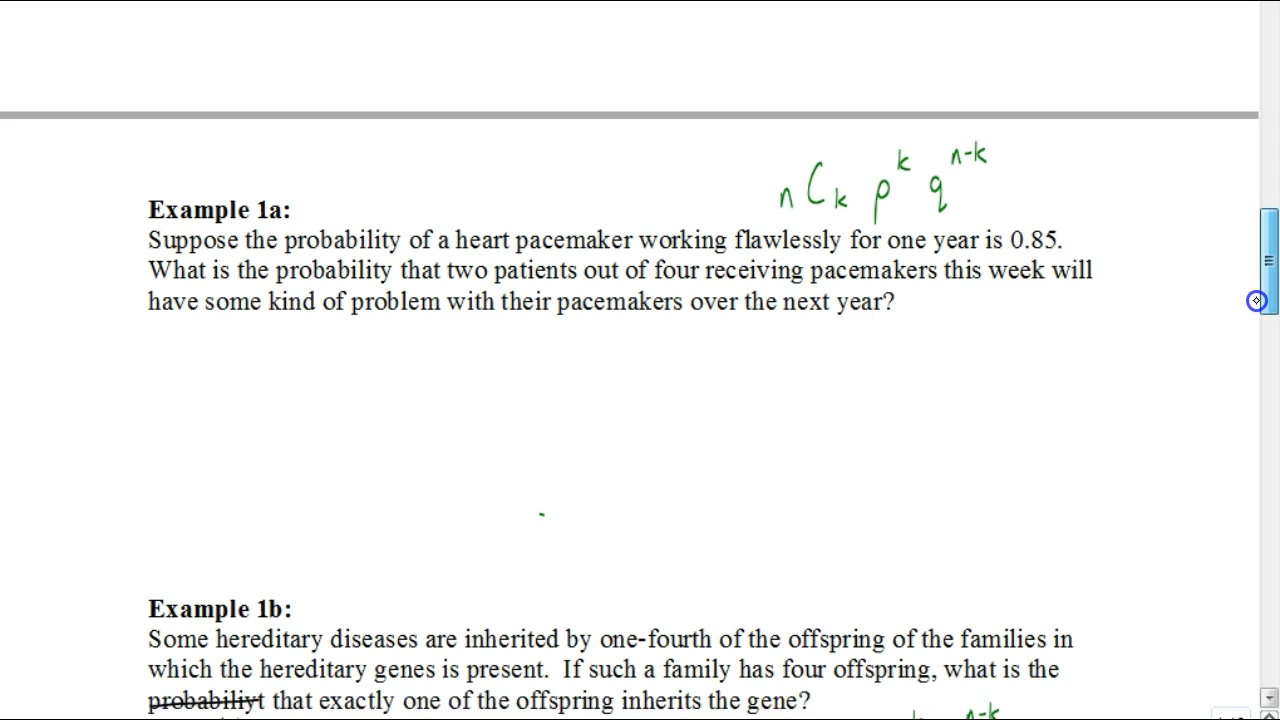 nCk p^k q^n-k
Example 1a:
Suppose the probability of a heart pacemaker working flawlessly for one year is 0.85.
What is the probability that two patients out of four receiving pacemakers this week will
have some kind of problem with their pacemakers over the next year?
Example 1b:
Some hereditary diseases are inherited by one-fourth of the offspring of the families in
which the hereditary genes is present. If such a family has four offspring, what is the
probabiliyt that exactly one of the offspring inherits the gene?
n-k